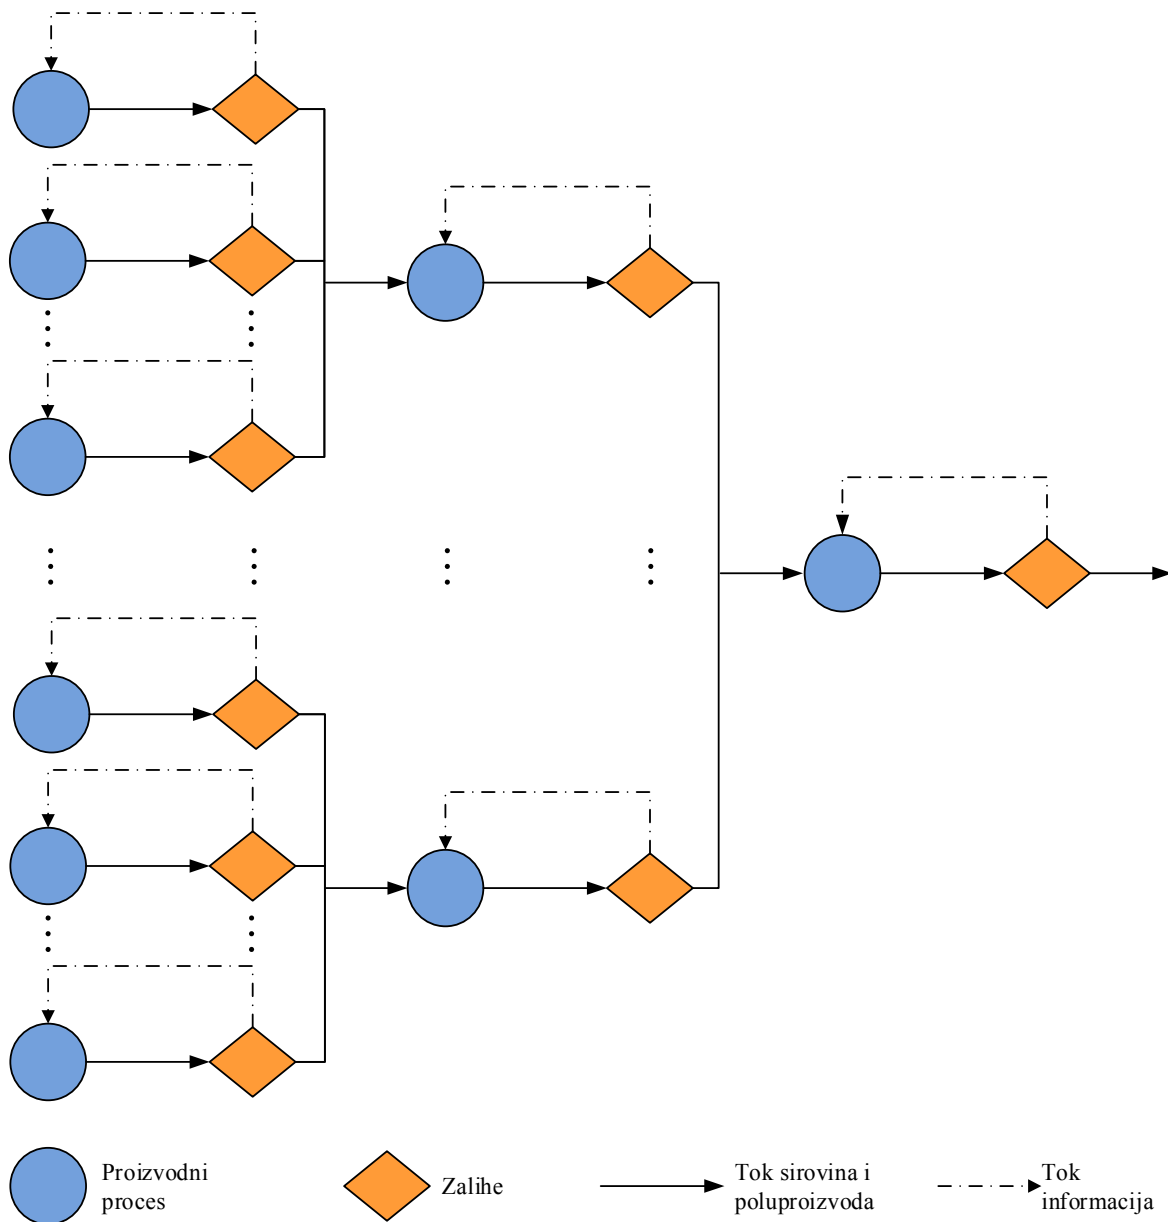 Proizvodni
proces
Zalihe
Tok sirovina i
poluproizvoda
Tok
informacija